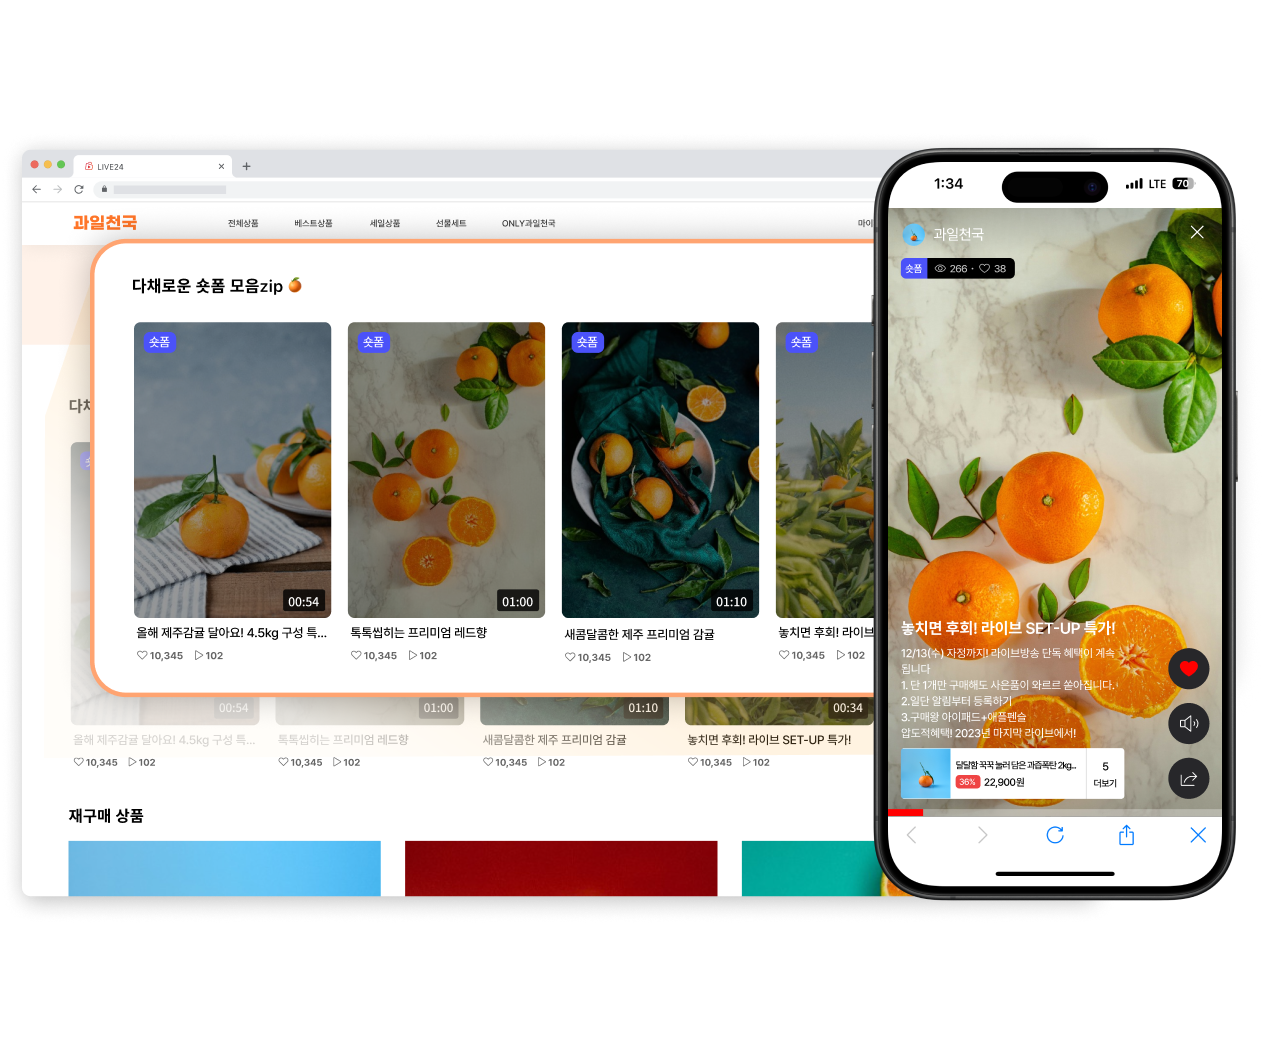 LIVE24
과일천국
전체상품
베스트상품
세일상품
선물세트
ONLY과일천국
마이
다채로운 숏폼 모음zip
숏폼
숏폼
숏폼
숏폼
00:54
01:00
01:10
올해 제주감귤 달아요! 4.5kg 구성 특...
톡톡씹히는 프리미엄 레드향
새콤달콤한 제주 프리미엄 감귤
놓치면 후회! 라이브
10,345 102
10,345 102
10,345 102
10,345 102
다채
00:54
01:00
01:10
00:34
올해 제주감귤 달아요! 4.5kg 구성 특...
톡톡씹히는 프리미엄 레드향
새콤달콤한 제주 프리미엄 감귤
놓치면 후회! 라이브 SET-UP 특가!
10,345 102
10,345 102
10,345 102
10,345 102
재구매 상품
1:34
LTE 70
과일천국
숏폼 266 · 38
놓치면 후회! 라이브 SET-UP 특가!
12/13(수) 자정까지! 라이브방송 단독 혜택이 계속
됩니다
1. 단 1개만 구매해도 사은품이 와르르 쏟아집니다.
2.일단 알림부터 등록하기
3.구매왕 아이패드+애플펜슬
압도적혜택! 2023년 마지막 라이브에서!
달달함 꾹꾹 눌러 담은 과즙폭탄 2kg...
36% 22,900원
5
더보기